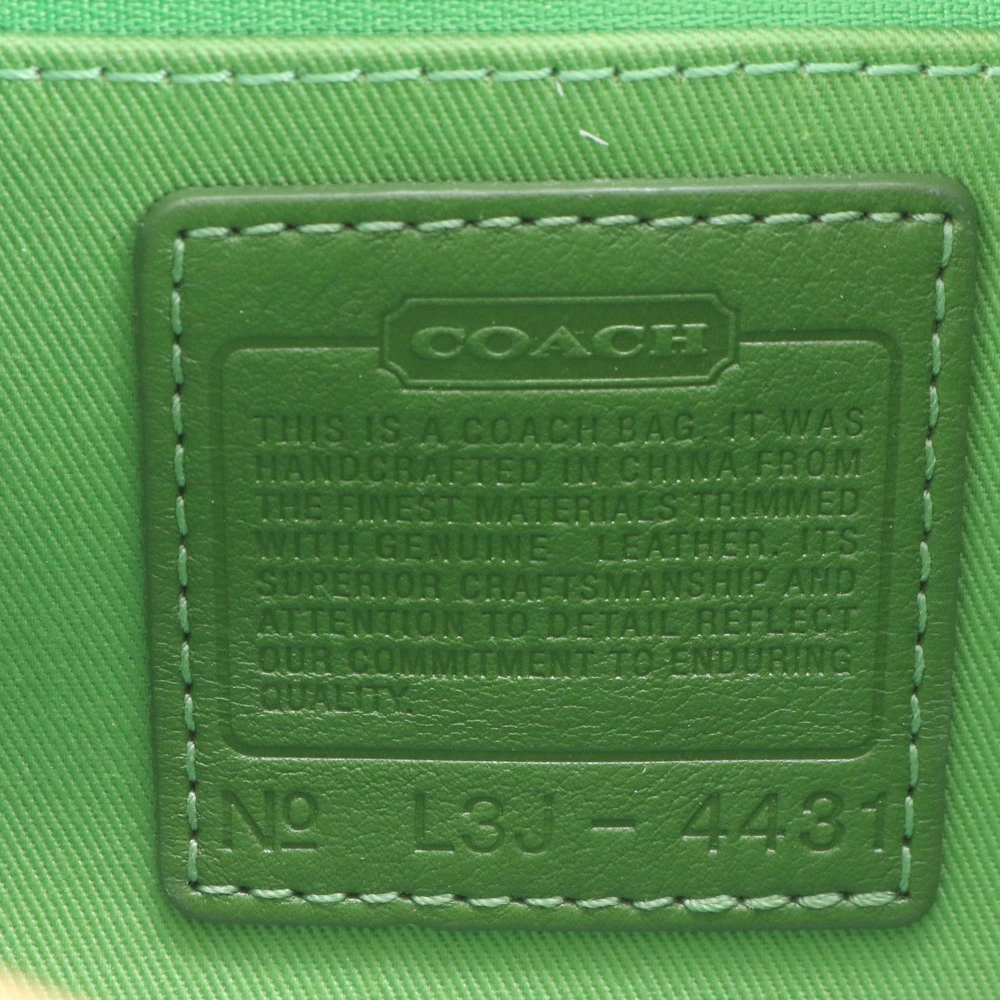 COACH
THIS IS A COACH BAG. IT WAS
HANDCRAFTED IN CHINA FROM
THE FINEST MATERIALS TRIMMED
WITH GENUINE LEATHER. ITS
SUPERIOR CRAFTSMANSHIP AND
ATTENTION TO DETAIL REFLECT
OUR COMMITMENT TO ENDURING
QUALITY.
Nº L3J - 4431